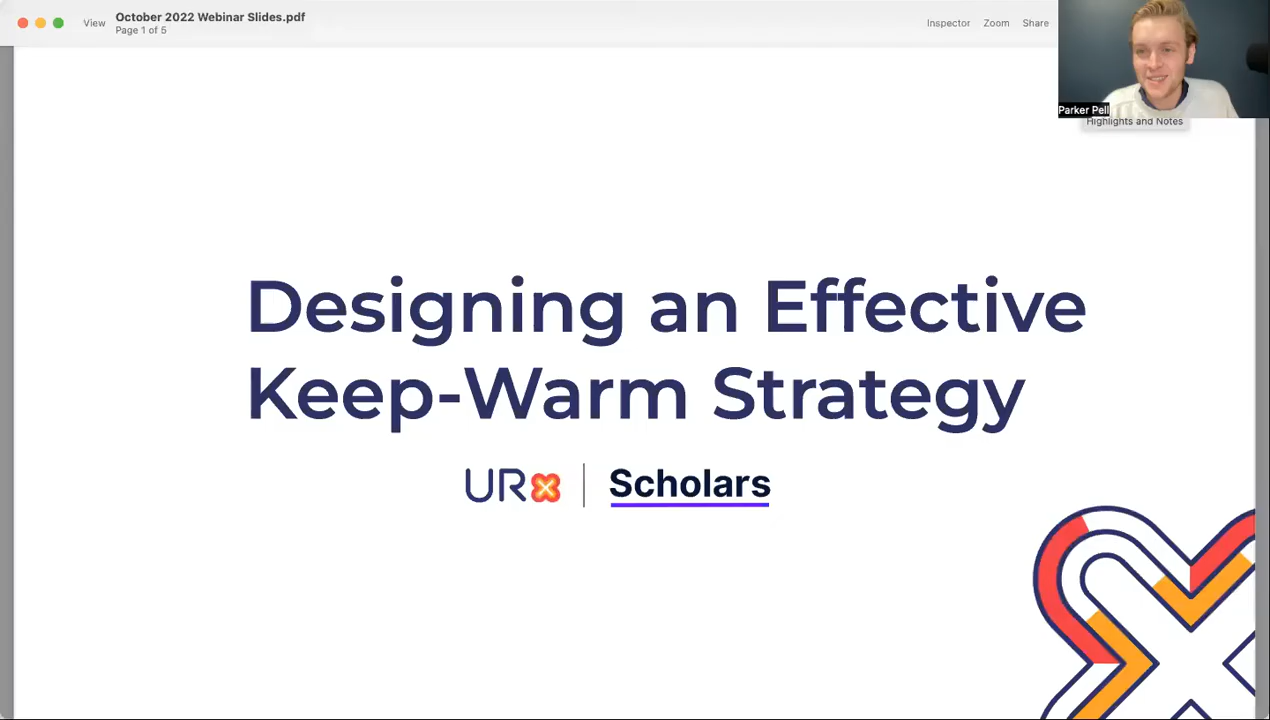 View
October 2022 Webinar Slides.pdf
Page 1 of 5
Inspector
Zoom
Share
Parker Pell
Highlights and Notes
Designing an Effective
Keep-Warm Strategy
URx
Scholars